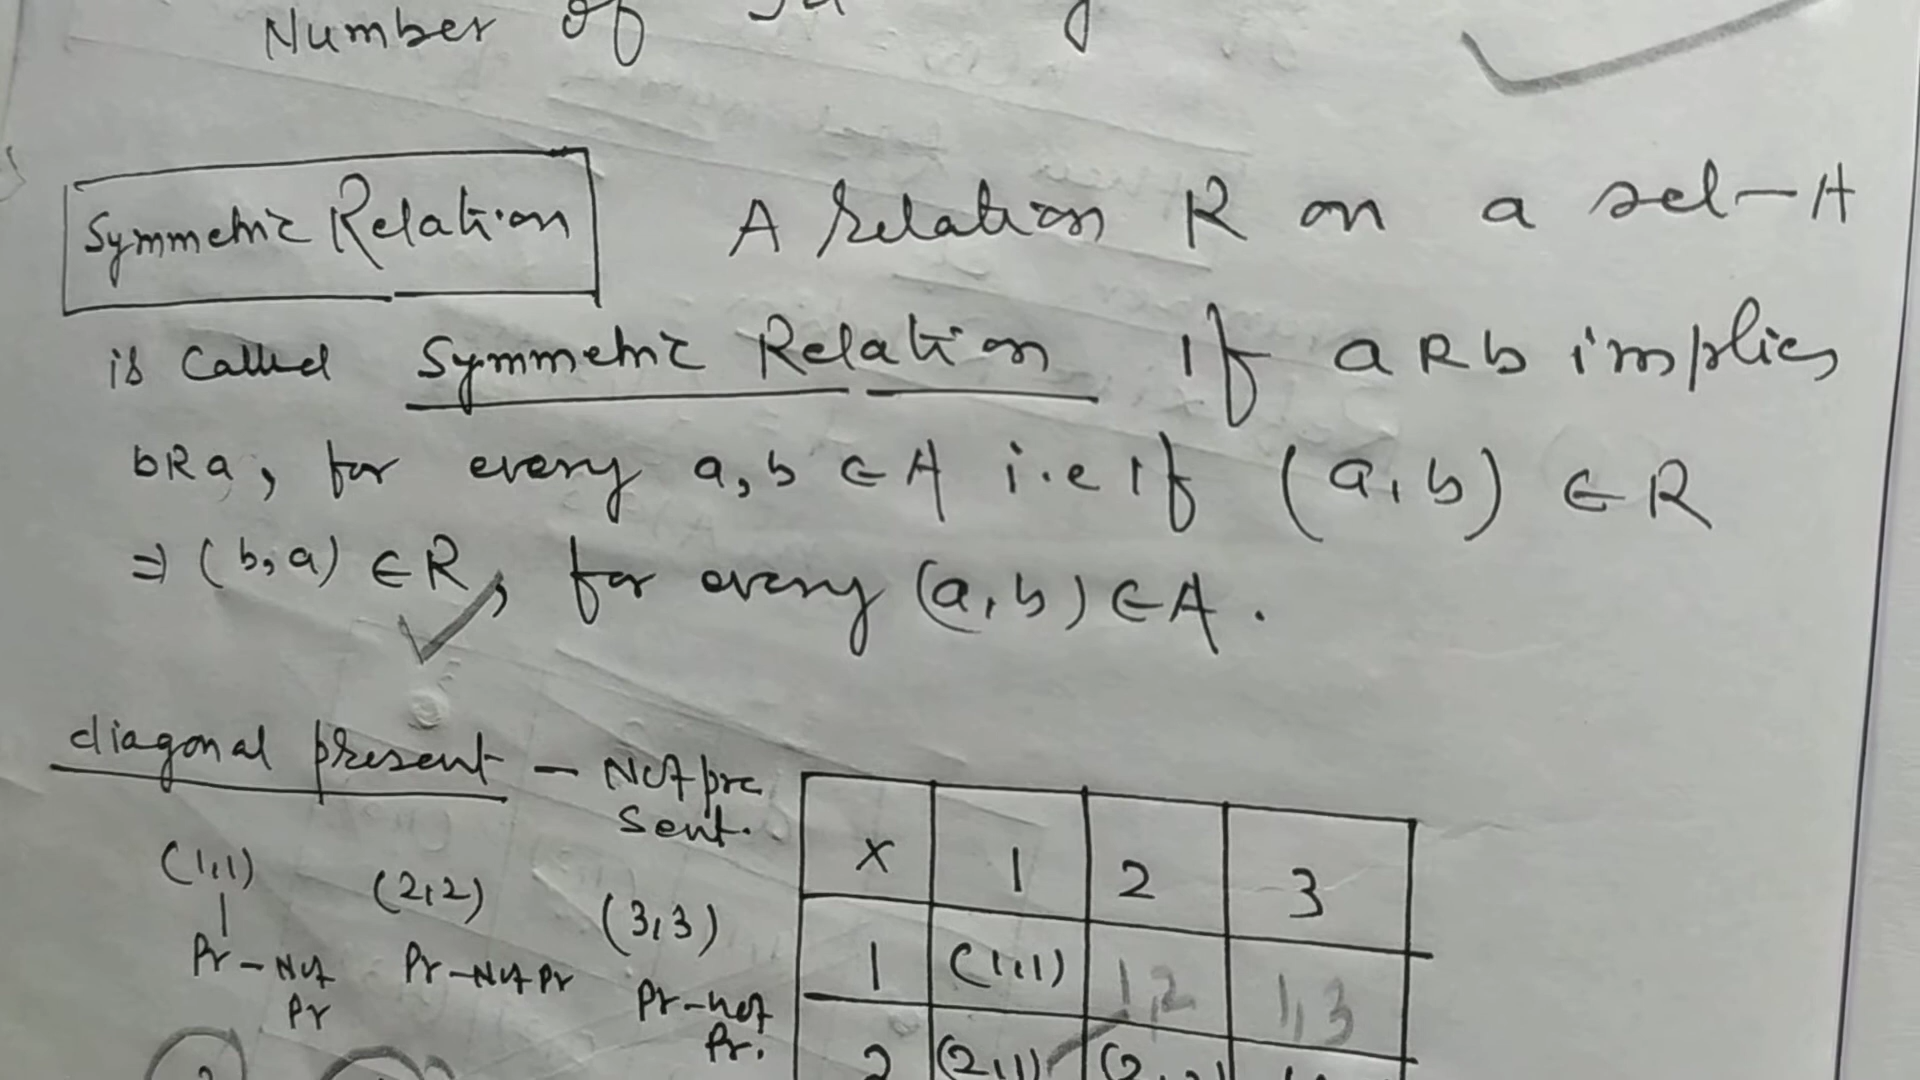 Number of
Symmetric Relation A relation R on a set A
is called Symmetric Relation if aRb implies
bRa, for every a,b ∈ A i.e if (a,b) ∈ R
⇒ (b,a) ∈ R, for every (a,b) ∈ A.
diagonal present – Not pre
sent.
(1,1) (2,2) (3,3)
Pr – Not Pr Pr – Not Pr Pr – not Pr.
x 1 2 3
1 (1,1) 1,2 1,3
2 (2,1)